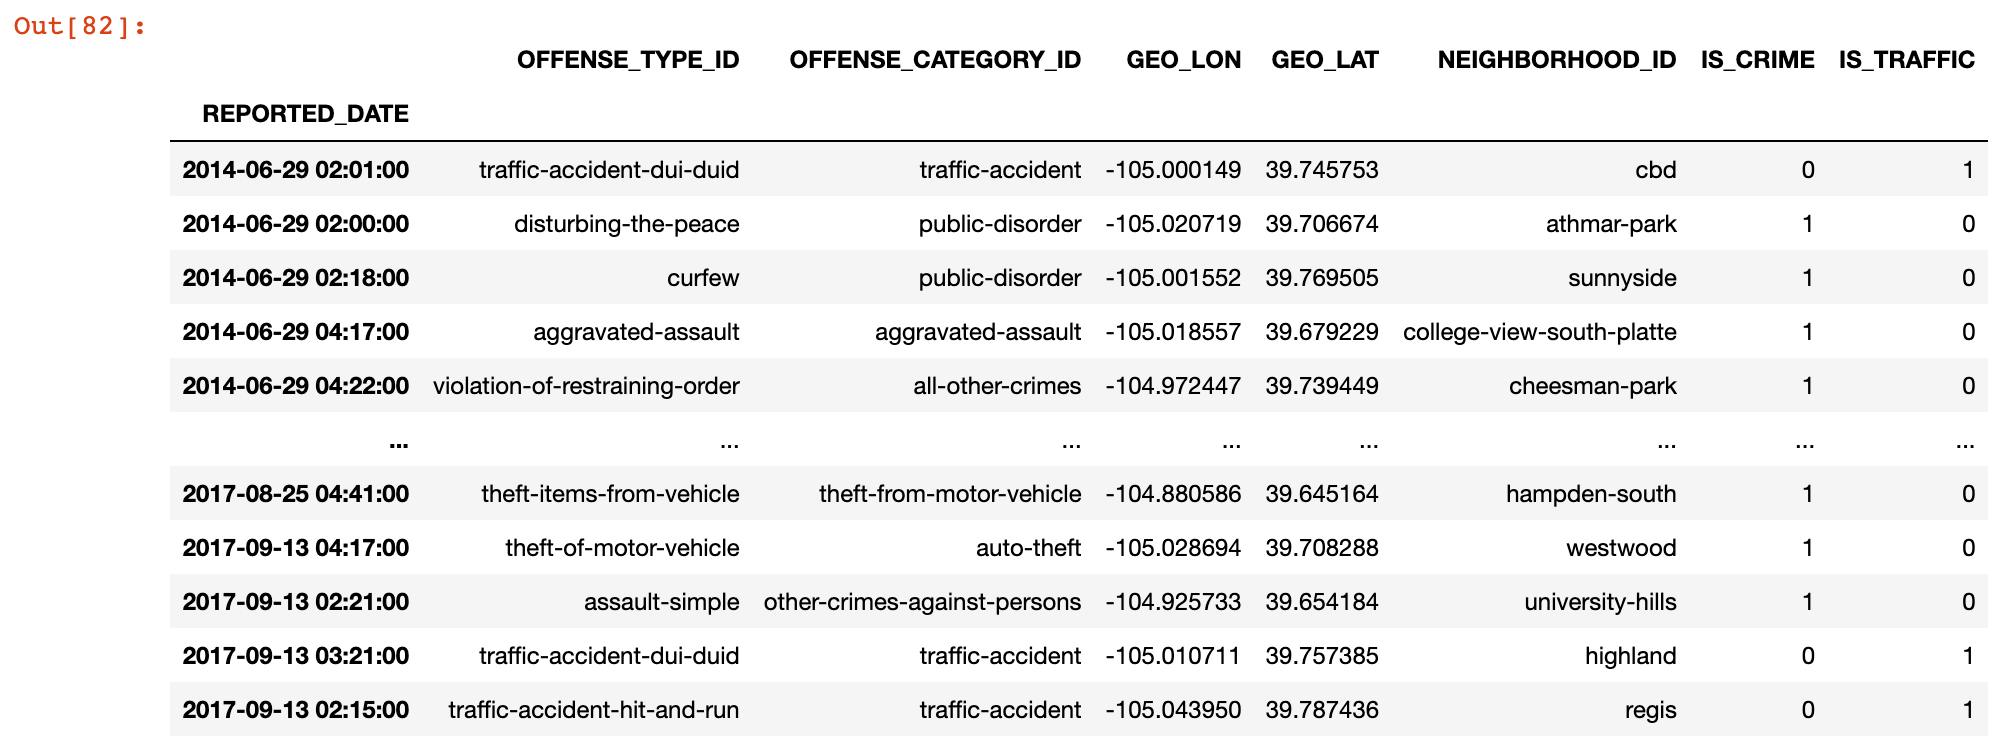 Out[82]:
OFFENSE_TYPE_ID OFFENSE_CATEGORY_ID GEO_LON GEO_LAT NEIGHBORHOOD_ID IS_CRIME IS_TRAFFIC
REPORTED_DATE
2014-06-29 02:01:00 traffic-accident-dui-duid traffic-accident -105.000149 39.745753 cbd 0 1
2014-06-29 02:00:00 disturbing-the-peace public-disorder -105.020719 39.706674 athmar-park 1 0
2014-06-29 02:18:00 curfew public-disorder -105.001552 39.769505 sunnyside 1 0
2014-06-29 04:17:00 aggravated-assault aggravated-assault -105.018557 39.679229 college-view-south-platte 1 0
2014-06-29 04:22:00 violation-of-restraining-order all-other-crimes -104.972447 39.739449 cheesman-park 1 0
... ... ... ... ... ... ... ...
2017-08-25 04:41:00 theft-items-from-vehicle theft-from-motor-vehicle -104.880586 39.645164 hampden-south 1 0
2017-09-13 04:17:00 theft-of-motor-vehicle auto-theft -105.028694 39.708288 westwood 1 0
2017-09-13 02:21:00 assault-simple other-crimes-against-persons -104.925733 39.654184 university-hills 1 0
2017-09-13 03:21:00 traffic-accident-dui-duid traffic-accident -105.010711 39.757385 highland 0 1
2017-09-13 02:15:00 traffic-accident-hit-and-run traffic-accident -105.043950 39.787436 regis 0 1